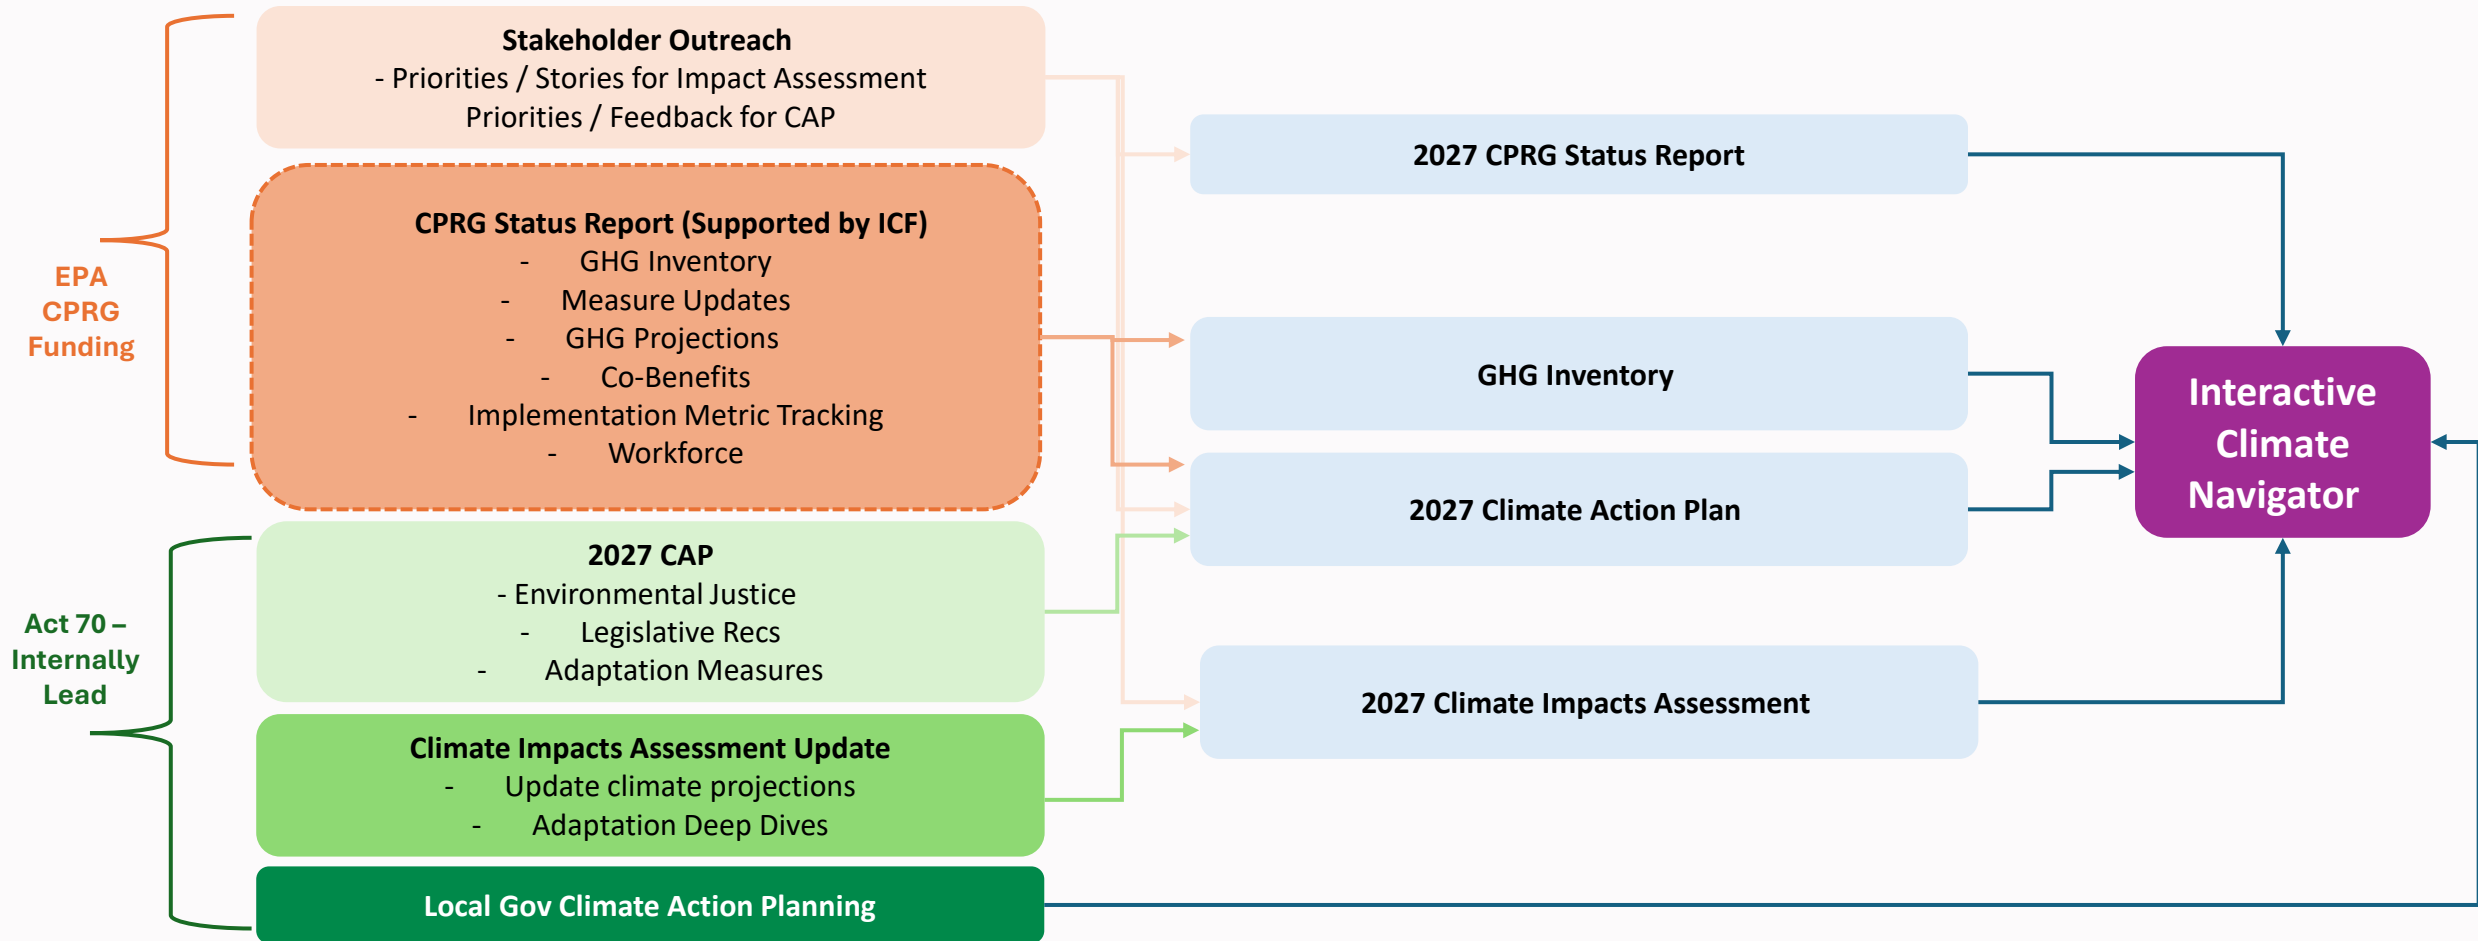 Stakeholder Outreach
- Priorities / Stories for Impact Assessment
Priorities / Feedback for CAP
EPA
CPRG
Funding
CPRG Status Report (Supported by ICF)
- GHG Inventory
- Measure Updates
- GHG Projections
- Co-Benefits
- Implementation Metric Tracking
- Workforce
Act 70 –
Internally
Lead
2027 CAP
- Environmental Justice
- Legislative Recs
- Adaptation Measures
Climate Impacts Assessment Update
- Update climate projections
- Adaptation Deep Dives
Local Gov Climate Action Planning
2027 CPRG Status Report
GHG Inventory
2027 Climate Action Plan
2027 Climate Impacts Assessment
Interactive
Climate
Navigator